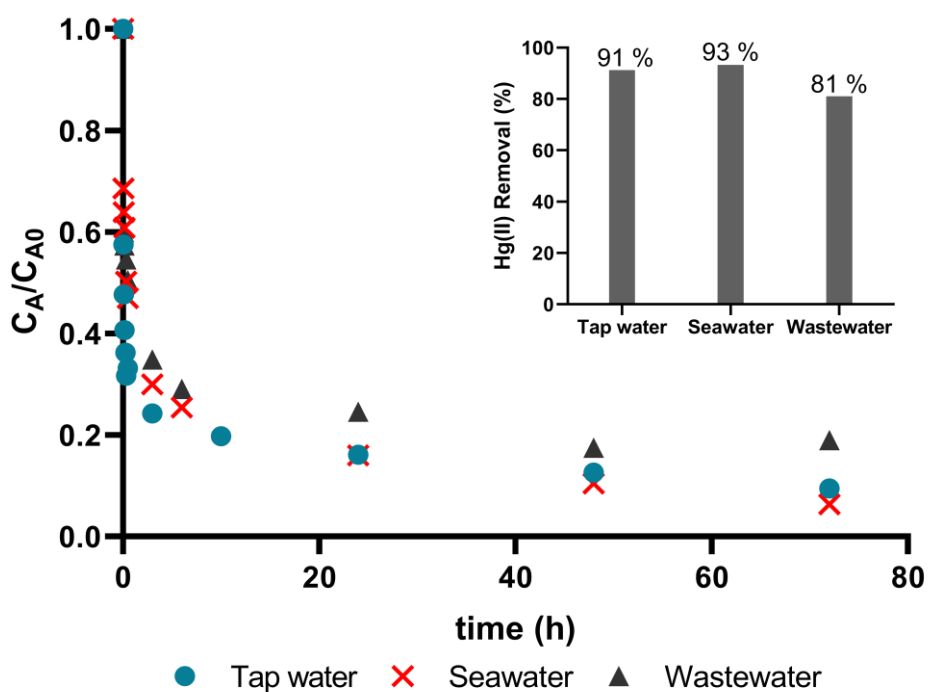 1.0
0.8
0.6
0.4
0.2
0.0
C_A/C_A0
0 20 40 60 80
time (h)
100
80
60
40
20
0
Hg(II) Removal (%)
91 % 93 % 81 %
Tap water Seawater Wastewater
Tap water Seawater Wastewater